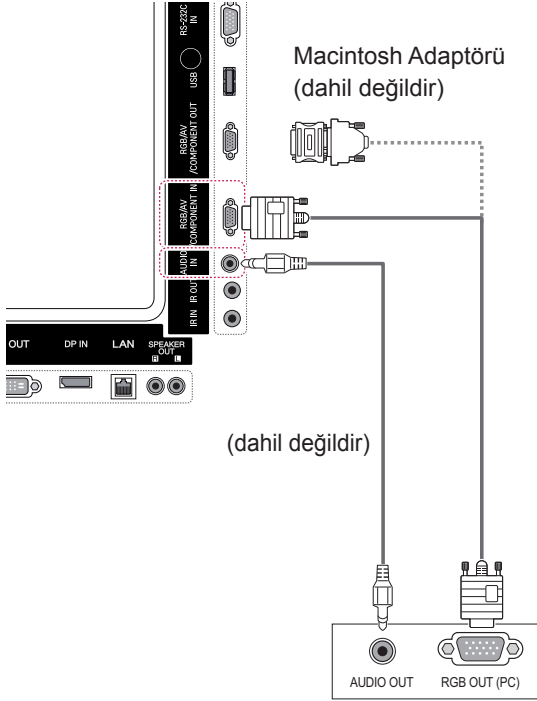 RS-232C
IN
USB
RGB/AV
/COMPONENT OUT
RGB/AV
COMPONENT IN
AUDIO
IN
IR OUT
IR IN
Macintosh Adaptörü
(dahil değildir)
OUT
DP IN
LAN
SPEAKER
OUT
R
L
(dahil değildir)
AUDIO OUT
RGB OUT (PC)